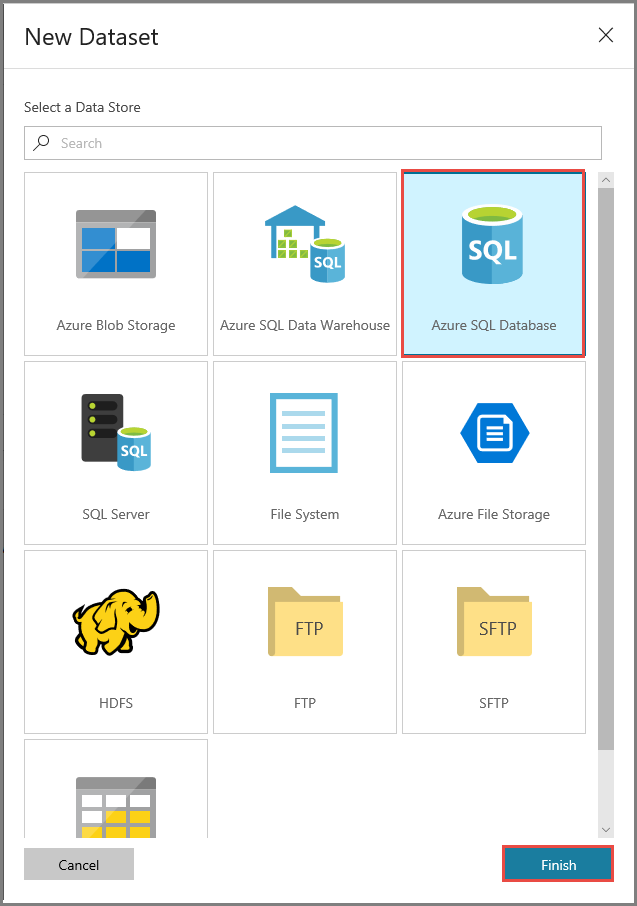 New Dataset
Select a Data Store
Search
SQL
SQL
Azure Blob Storage
Azure SQL Data Warehouse
Azure SQL Database
SQL
SQL Server
File System
Azure File Storage
FTP
SFTP
HDFS
FTP
SFTP
Cancel
Finish